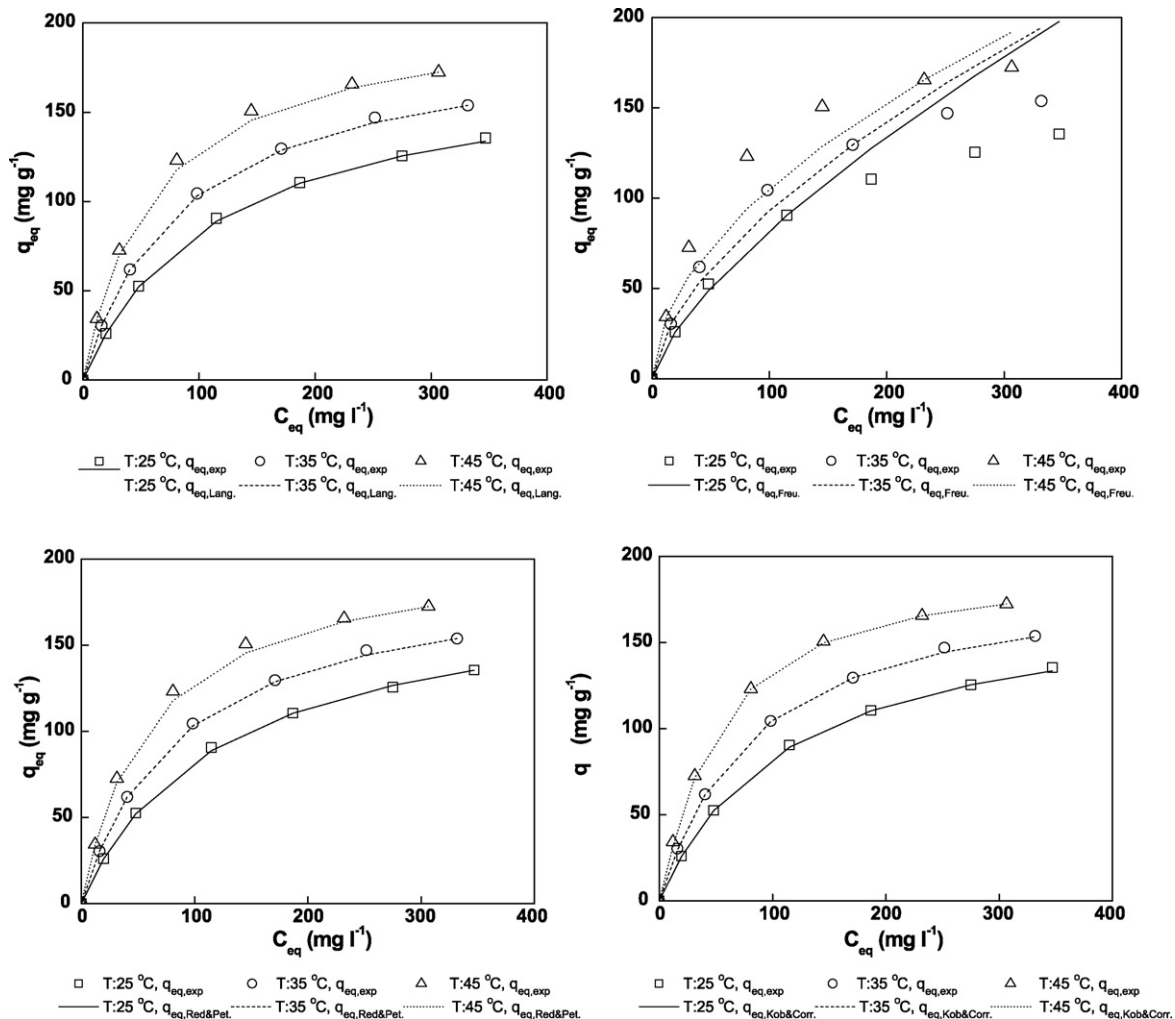 200
150
100
50
0
q_eq (mg g⁻¹)
0 100 200 300 400
C_eq (mg l⁻¹)
T:25 °C, q_eq,exp T:35 °C, q_eq,exp T:45 °C, q_eq,exp
T:25 °C, q_eq,Lang. T:35 °C, q_eq,Lang. T:45 °C, q_eq,Lang.
200
150
100
50
0
q_eq (mg g⁻¹)
0 100 200 300 400
C_eq (mg l⁻¹)
T:25 °C, q_eq,exp T:35 °C, q_eq,exp T:45 °C, q_eq,exp
T:25 °C, q_eq,Freu. T:35 °C, q_eq,Freu. T:45 °C, q_eq,Freu.
200
150
100
50
0
q_eq (mg g⁻¹)
0 100 200 300 400
C_eq (mg l⁻¹)
T:25 °C, q_eq,exp T:35 °C, q_eq,exp T:45 °C, q_eq,exp
T:25 °C, q_eq,Red&Pet. T:35 °C, q_eq,Red&Pet. T:45 °C, q_eq,Red&Pet.
200
150
100
50
0
q (mg g⁻¹)
0 100 200 300 400
C_eq (mg l⁻¹)
T:25 °C, q_eq,exp T:35 °C, q_eq,exp T:45 °C, q_eq,exp
T:25 °C, q_eq,Kob&Corr. T:35 °C, q_eq,Kob&Corr. T:45 °C, q_eq,Kob&Corr.